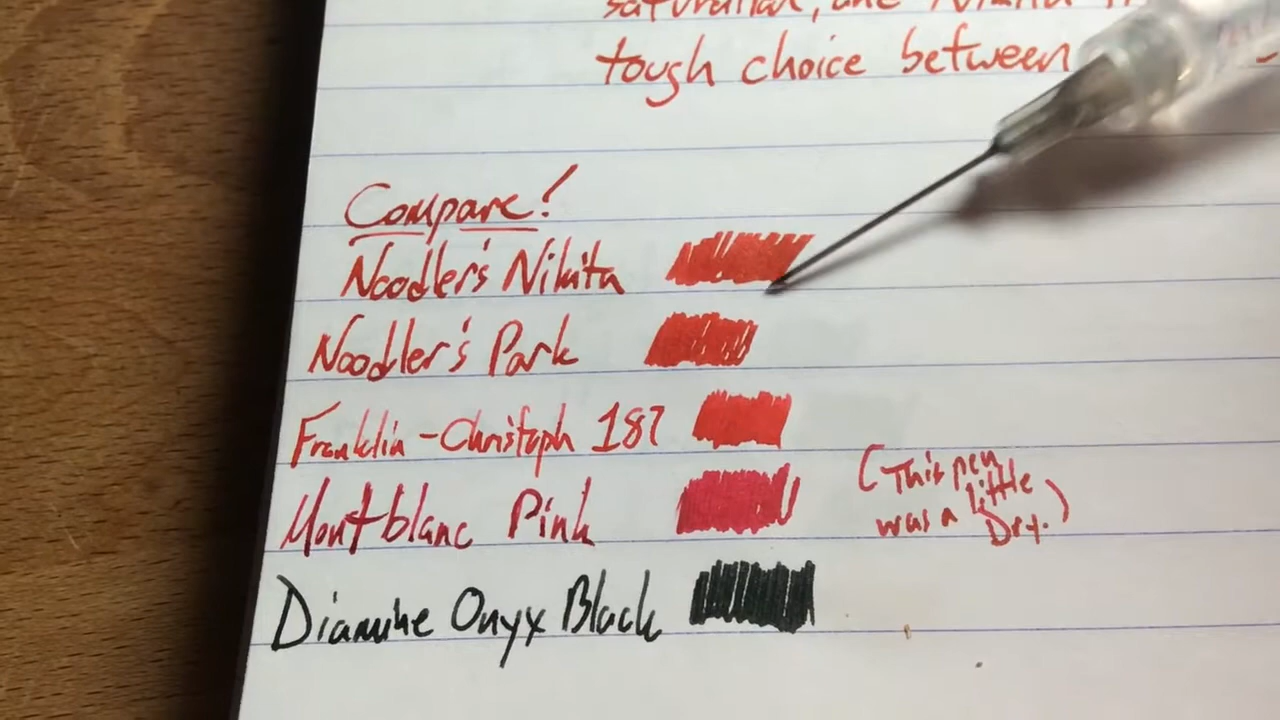 tough choice between
Compare!
Noodler's Nikita
Noodler's Park
Franklin-Christoph 187
Montblanc Pink
(This pen
was a little
Dry.)
Diamine Onyx Black